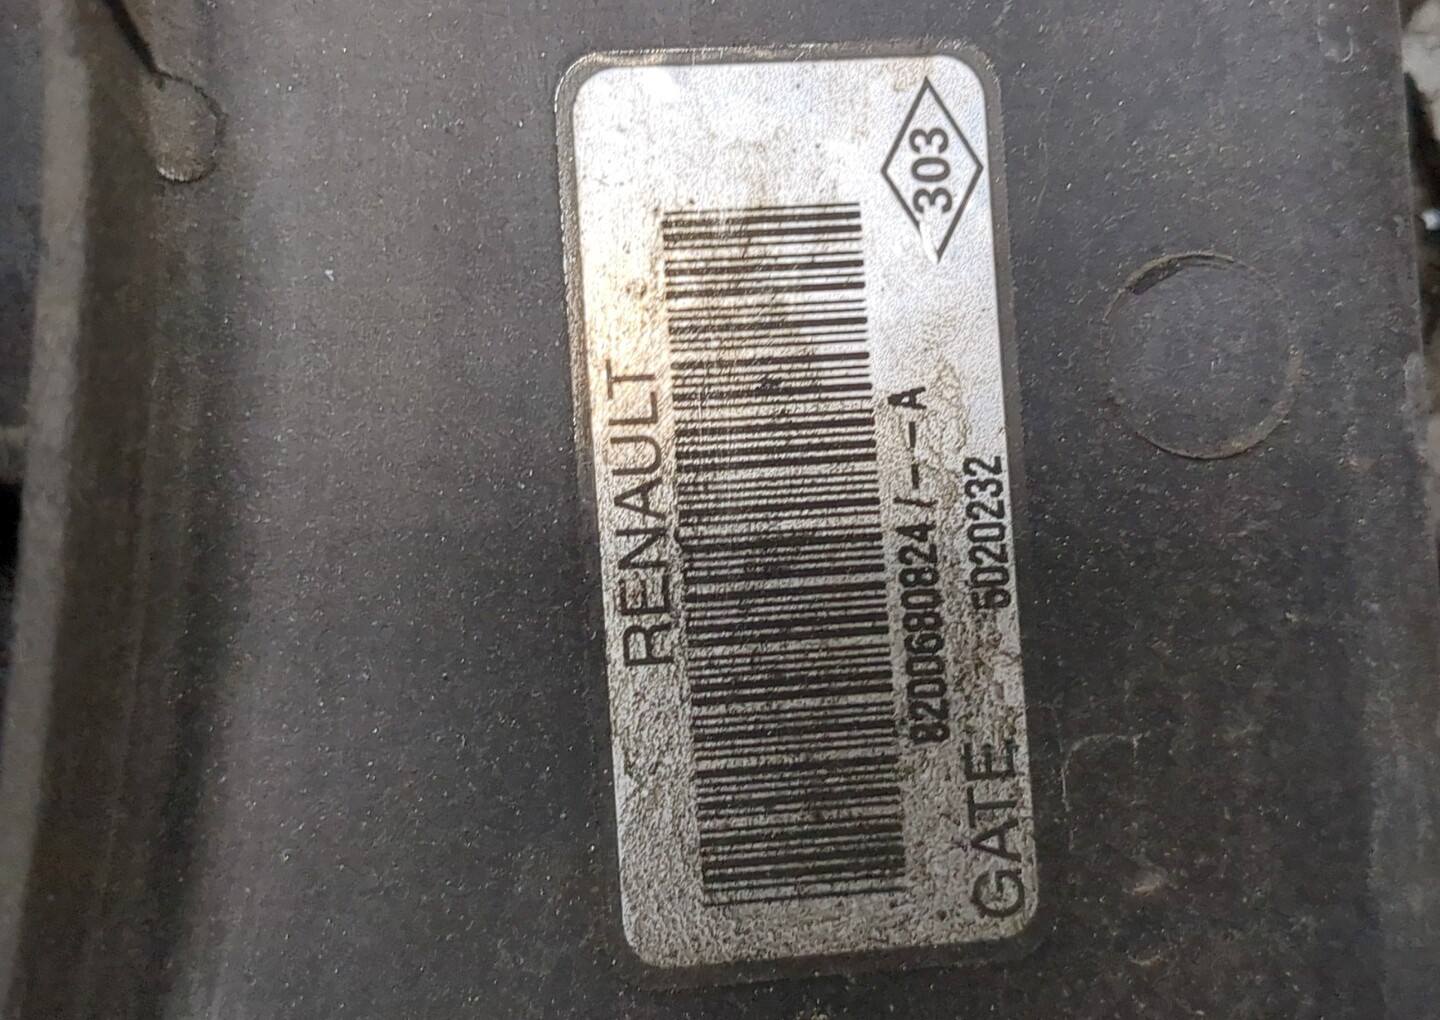 RENAULT
8200680824/---A
GATE. 5020232
303